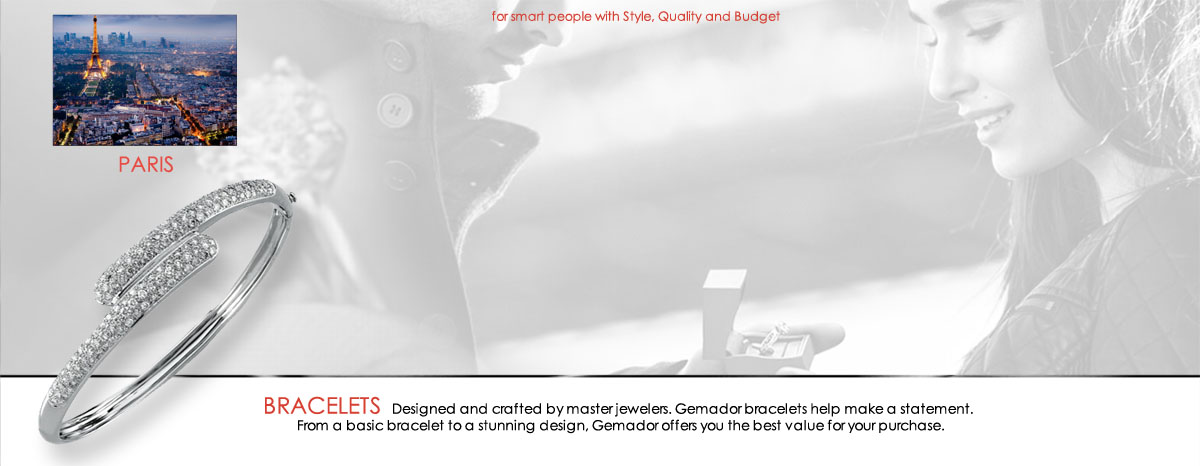 for smart people with Style, Quality and Budget
PARIS
BRACELETS Designed and crafted by master jewelers. Gemador bracelets help make a statement.
From a basic bracelet to a stunning design, Gemador offers you the best value for your purchase.